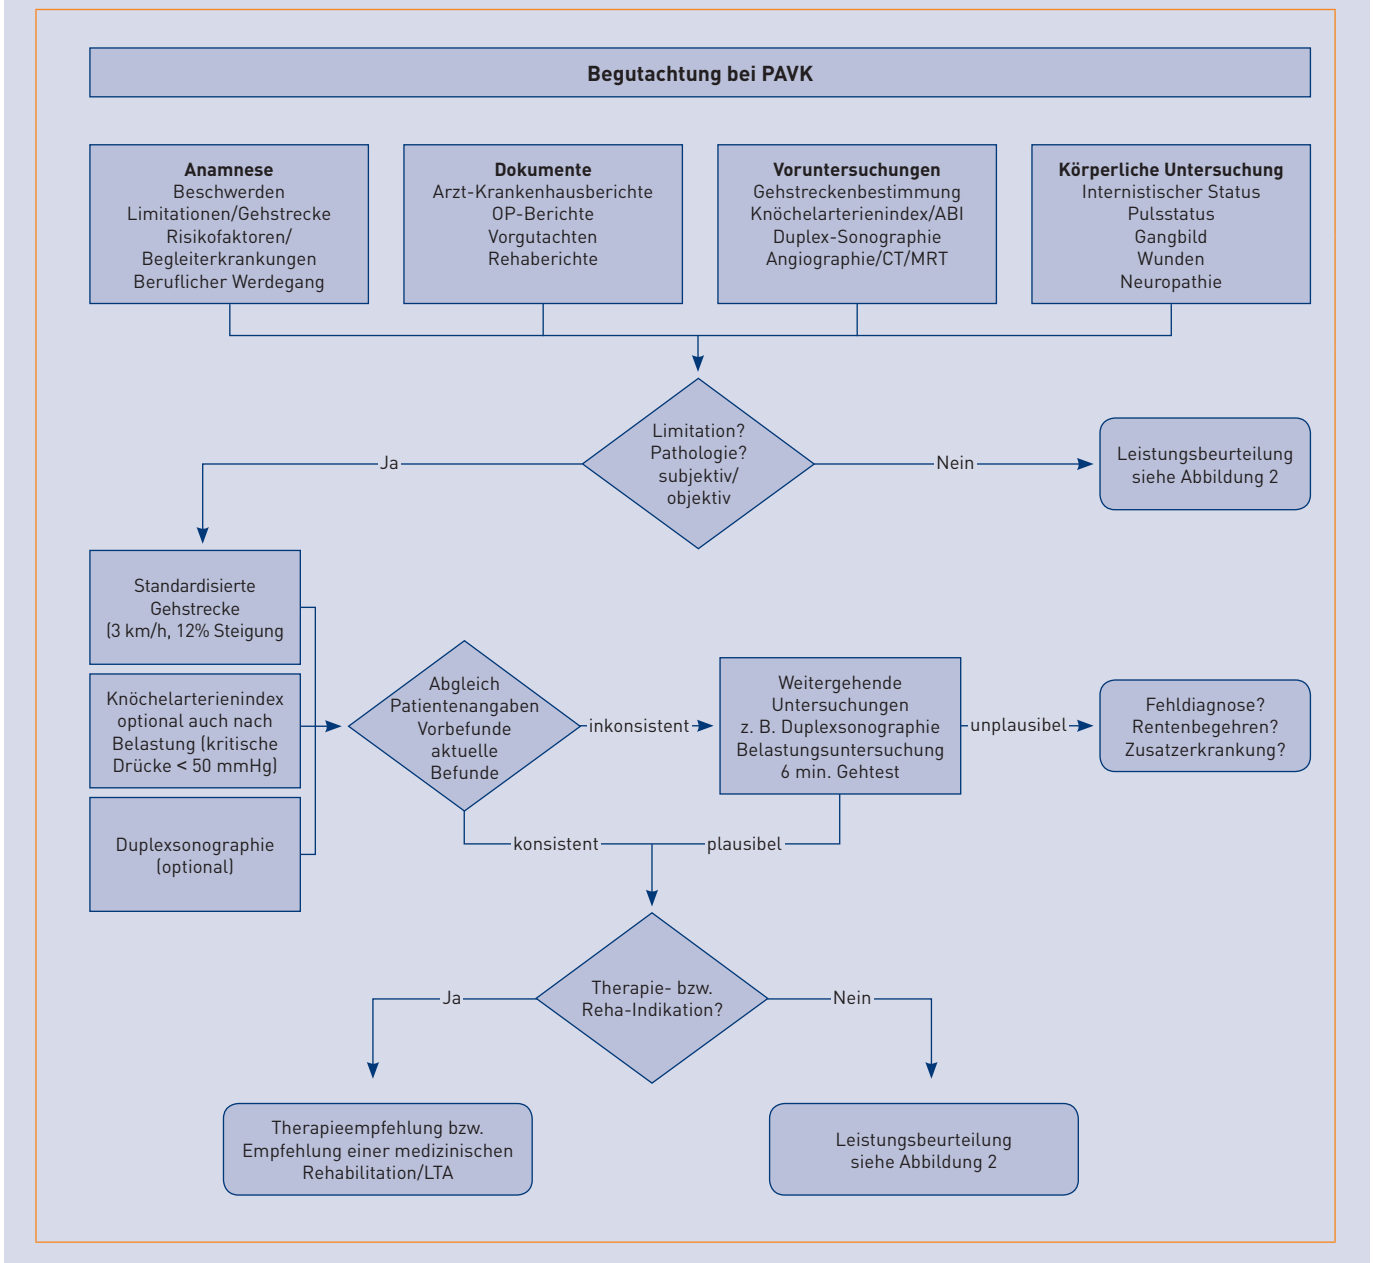 Begutachtung bei PAVK
Anamnese
Beschwerden
Limitationen/Gehstrecke
Risikofaktoren/
Begleiterkrankungen
Beruflicher Werdegang
Dokumente
Arzt-Krankenhausberichte
OP-Berichte
Vorgutachten
Rehaberichte
Voruntersuchungen
Gehstreckenbestimmung
Knöchelarterienindex/ABI
Duplex-Sonographie
Angiographie/CT/MRT
Körperliche Untersuchung
Internistischer Status
Pulsstatus
Gangbild
Wunden
Neuropathie
Limitation?
Pathologie?
subjektiv/
objektiv
Ja
Nein
Leistungsbeurteilung
siehe Abbildung 2
Standardisierte
Gehstrecke
(3 km/h, 12% Steigung
Knöchelarterienindex
optional auch nach
Belastung (kritische
Drücke < 50 mmHg)
Duplexsonographie
(optional)
Abgleich
Patientenangaben
Vorbefunde
aktuelle
Befunde
inkonsistent
Weitergehende
Untersuchungen
z. B. Duplexsonographie
Belastungsuntersuchung
6 min. Gehtest
unplausibel
Fehldiagnose?
Rentenbegehren?
Zusatzerkrankung?
konsistent
plausibel
Therapie- bzw.
Reha-Indikation?
Ja
Nein
Therapieempfehlung bzw.
Empfehlung einer medizinischen
Rehabilitation/LTA
Leistungsbeurteilung
siehe Abbildung 2